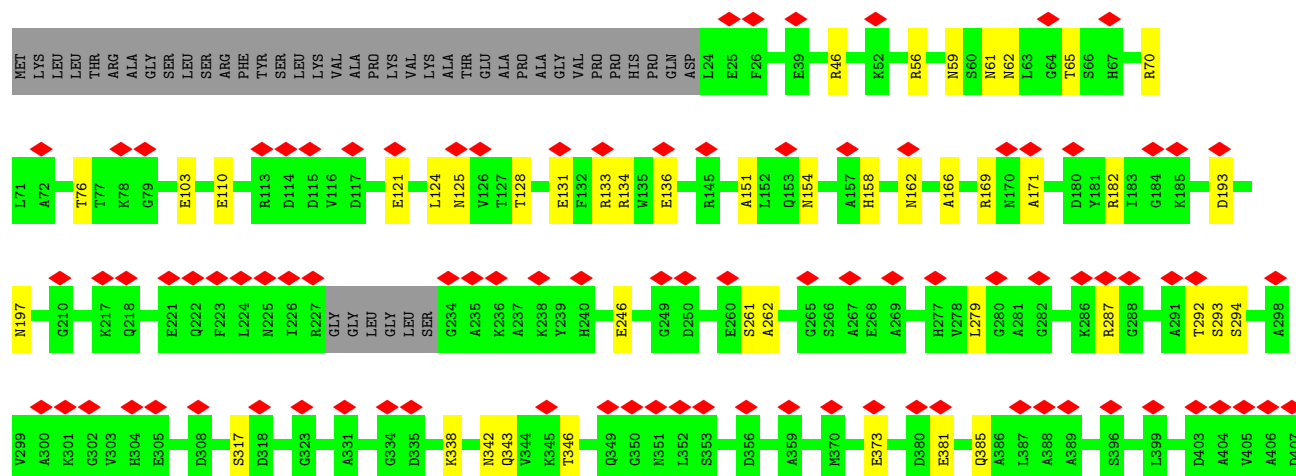 MET LYS LEU LEU THR ARG ALA GLY SER LEU SER ARG PHE TYR SER LEU LYS VAL ALA PRO LYS VAL LYS ALA THR GLU ALA PRO ALA GLY VAL PRO PRO HIS PRO GLN ASP L24 E25 F26 E39 R46 K52 R56 N59 S60 N61 N62 L63 G64 T65 S66 H67 R70
L71 A72 T76 T77 K78 G79 E103 E110 R113 D114 D115 V116 D117 E121 L124 N125 V126 T127 T128 E131 F132 R133 R134 W135 E136 R145 A151 L152 Q153 N154 A157 H158 N162 A166 R169 N170 A171 D180 Y181 R182 I183 G184 K185 D193
N197 G210 K217 Q218 E221 Q222 F223 L224 N225 I226 R227 GLY GLY LEU GLY LEU SER G234 A235 K236 A237 K238 Y239 H240 E246 G249 D250 E260 S261 A262 G265 S266 A267 E268 A269 H277 V278 L279 G280 A281 G282 K286 R287 G288 A291 T292 S293 S294 A298
V299 A300 K301 G302 V303 H304 E305 D308 S317 D318 G323 A331 G334 D335 K338 N342 Q343 V344 K345 T346 Q349 G350 N351 L352 S353 D356 A359 M370 E373 D380 E381 Q385 A386 L387 A388 A389 S396 L399 D403 A404 V405 A406 D407